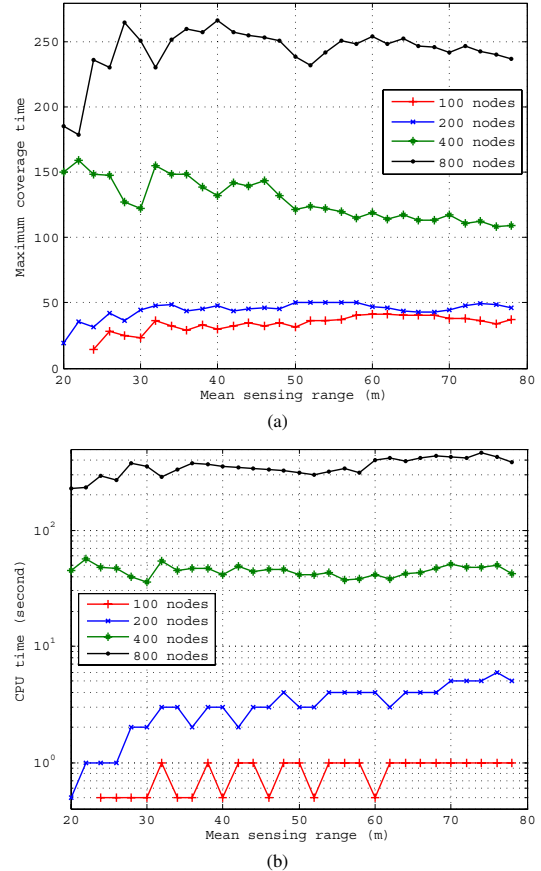 250
200
150
100
50
0
Maximum coverage time
100 nodes
200 nodes
400 nodes
800 nodes
20 30 40 50 60 70 80
Mean sensing range (m)
(a)
10^2
10^1
10^0
CPU time (second)
100 nodes
200 nodes
400 nodes
800 nodes
20 30 40 50 60 70 80
Mean sensing range (m)
(b)